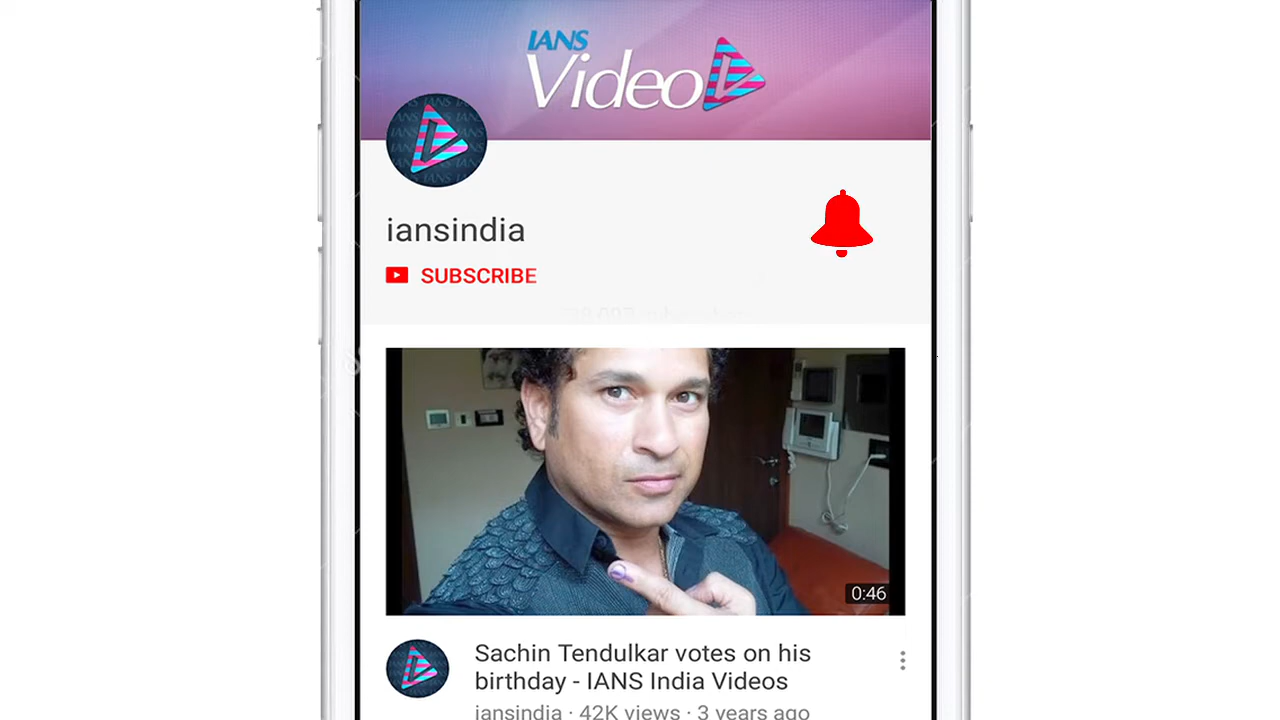 IANS
Video
iansindia
SUBSCRIBE
0:46
Sachin Tendulkar votes on his
birthday - IANS India Videos
iansindia · 42K views · 3 years ago